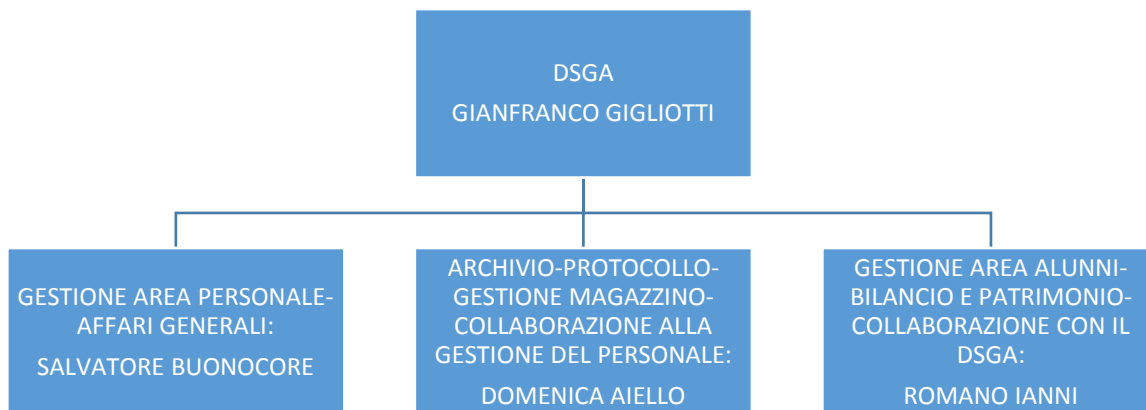 DSGA
GIANFRANCO GIGLIOTTI
GESTIONE AREA PERSONALE-
AFFARI GENERALI:
SALVATORE BUONOCORE
ARCHIVIO-PROTOCOLLO-
GESTIONE MAGAZZINO-
COLLABORAZIONE ALLA
GESTIONE DEL PERSONALE:
DOMENICA AIELLO
GESTIONE AREA ALUNNI-
BILANCIO E PATRIMONIO-
COLLABORAZIONE CON IL
DSGA:
ROMANO IANNI